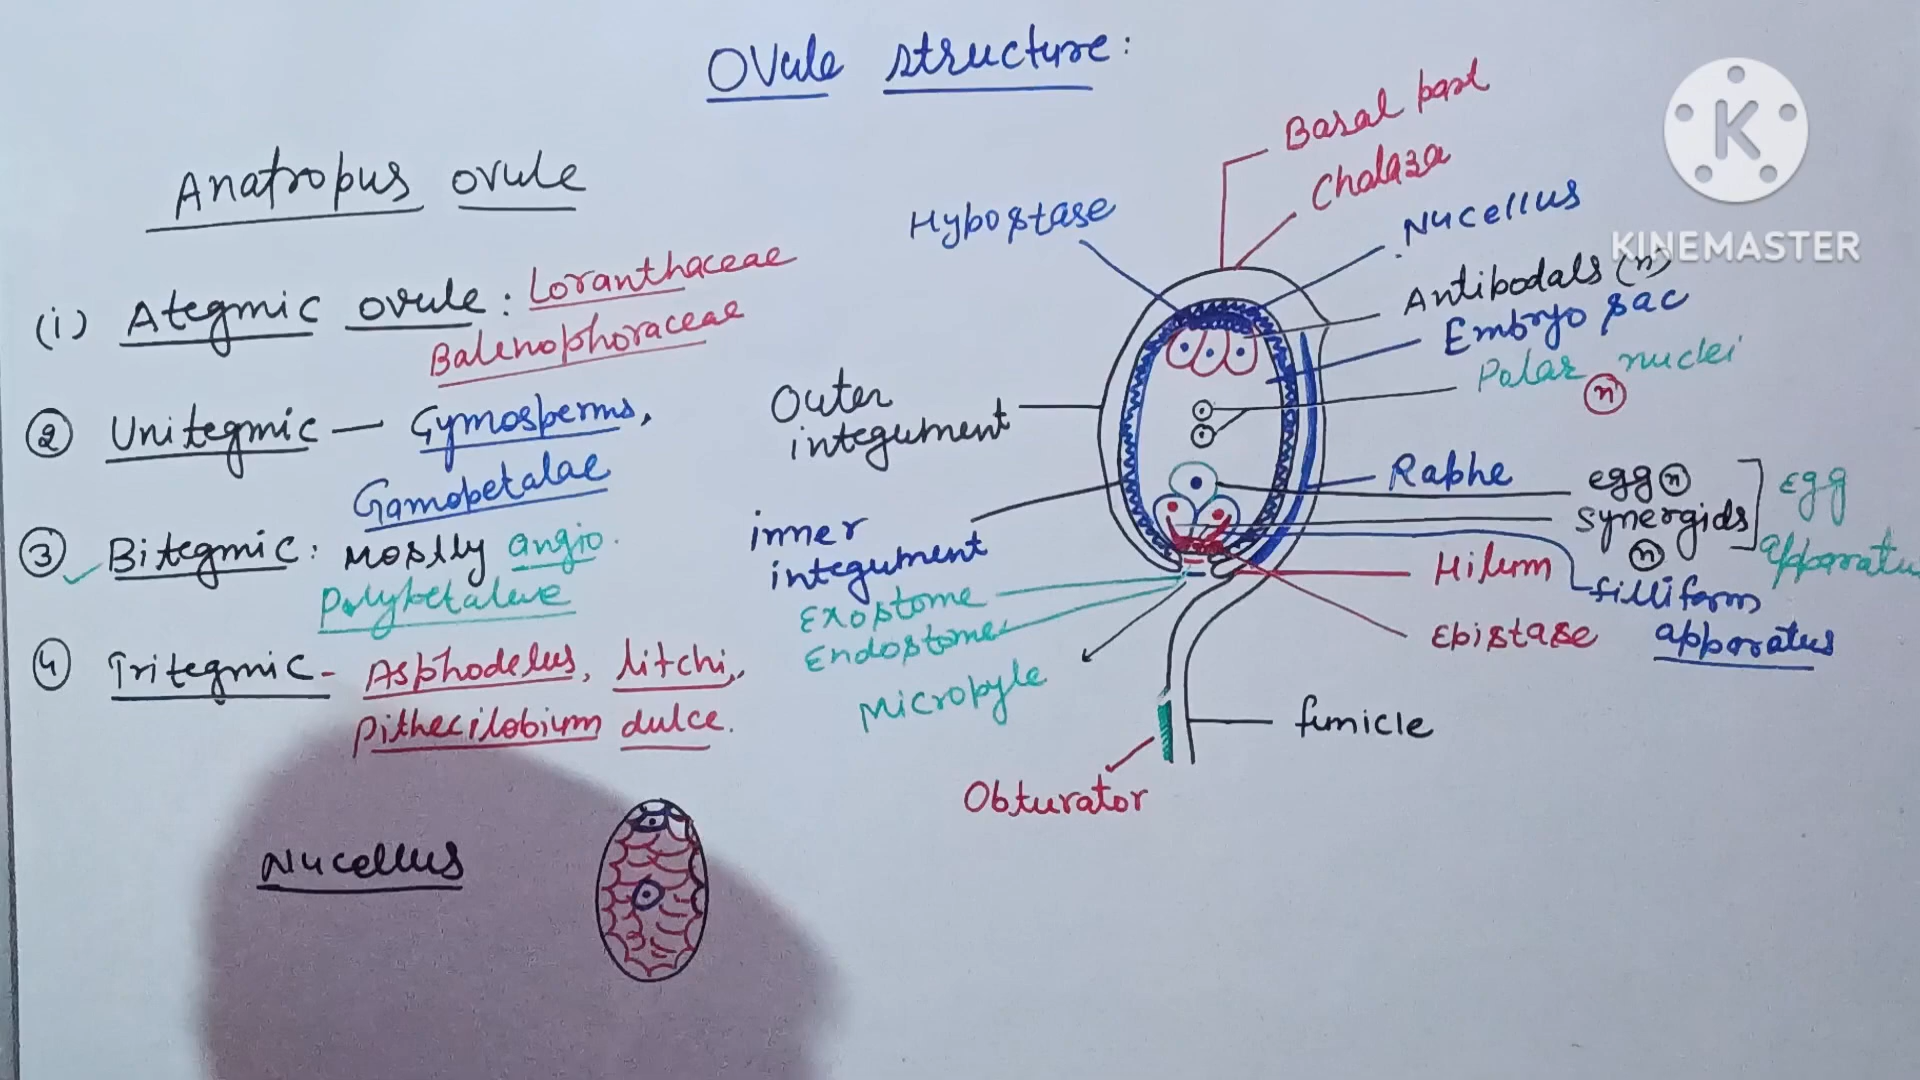 Ovule structure:
Anatropus ovule
(i) Ategmic ovule: Loranthaceae
Balenophoraceae
② Unitegmic — Gymosperms,
Gamopetalae
③ Bitegmic: mostly angio.
Polypetalae
④ Tritegmic - Asphodelus, litchi,
Pithecilobium dulce.
Nucellus
Basal part
Chalaza
Hypostase
Nucellus
Antipodals (n)
Embryo sac
Polar nuclei
n
Outer
integument
Raphe
egg n
synergids
n
egg
apparatus
inner
integument
Hilum
filliform
apparatus
Exostome
Endostome
Epistase
Micropyle
funicle
Obturator
K
KINEMASTER